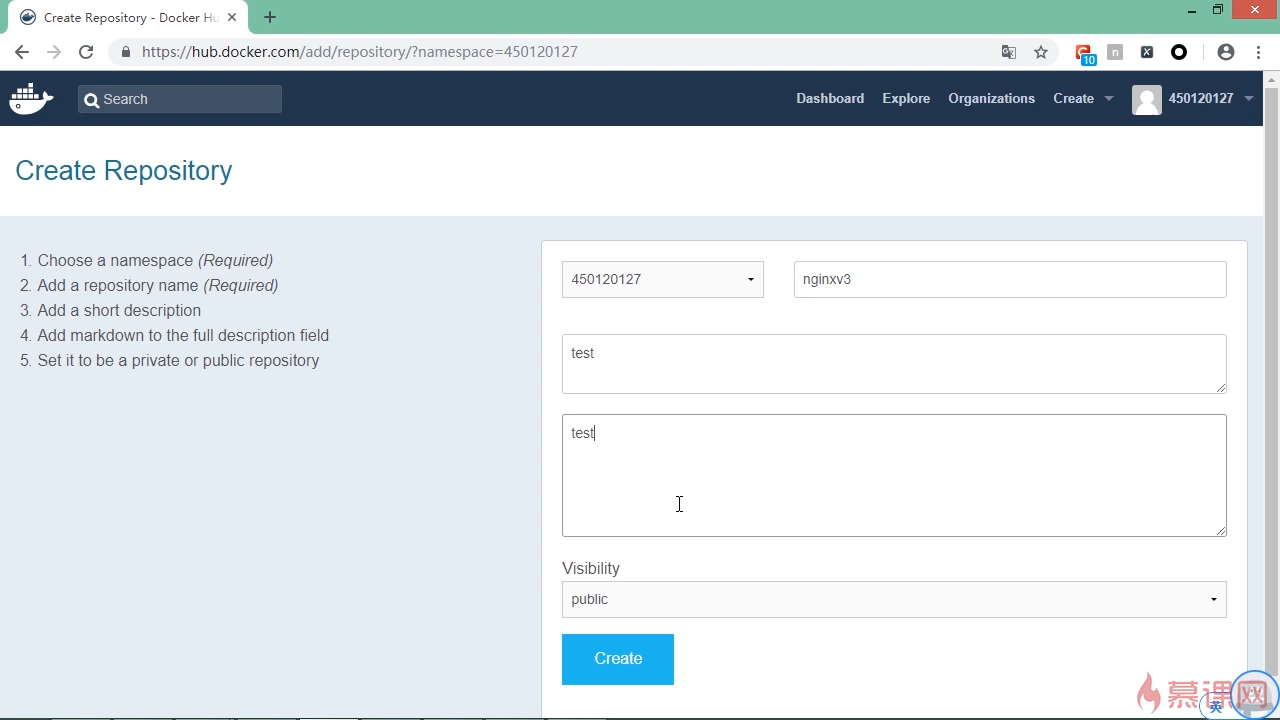 Create Repository - Docker Hu
https://hub.docker.com/add/repository/?namespace=450120127
10
n
X
Search
Dashboard
Explore
Organizations
Create
450120127
Create Repository
1. Choose a namespace (Required)
2. Add a repository name (Required)
3. Add a short description
4. Add markdown to the full description field
5. Set it to be a private or public repository
450120127
nginxv3
test
test
Visibility
public
Create
慕课网
英